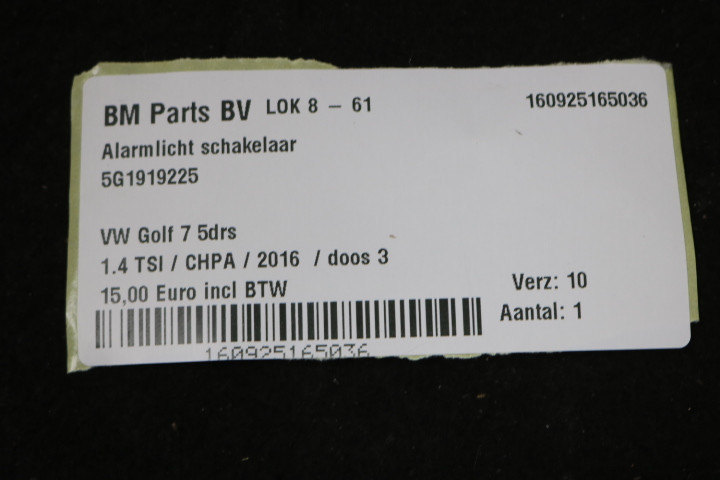 BM Parts BV LOK 8 - 61 160925165036
Alarmlicht schakelaar
5G1919225
VW Golf 7 5drs
1.4 TSI / CHPA / 2016 / doos 3
15,00 Euro incl BTW Verz: 10
Aantal: 1
160925165036